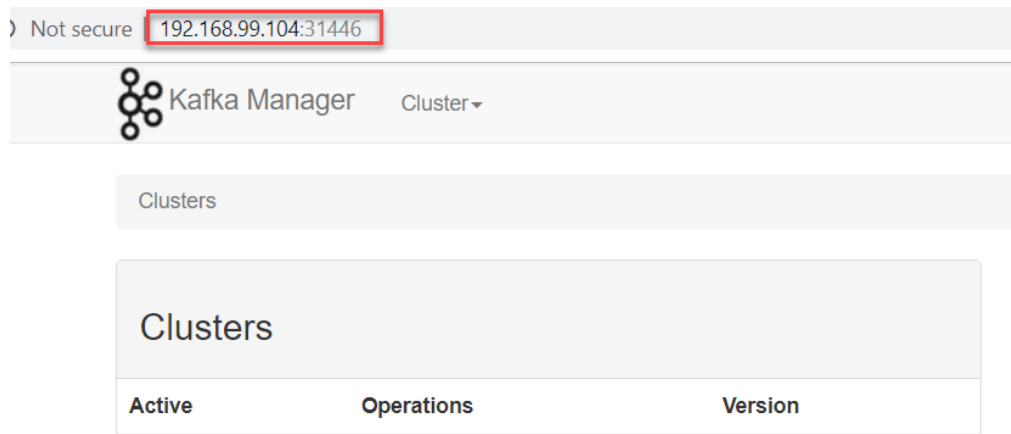 Not secure 192.168.99.104:31446
Kafka Manager Cluster
Clusters
Clusters
Active Operations Version